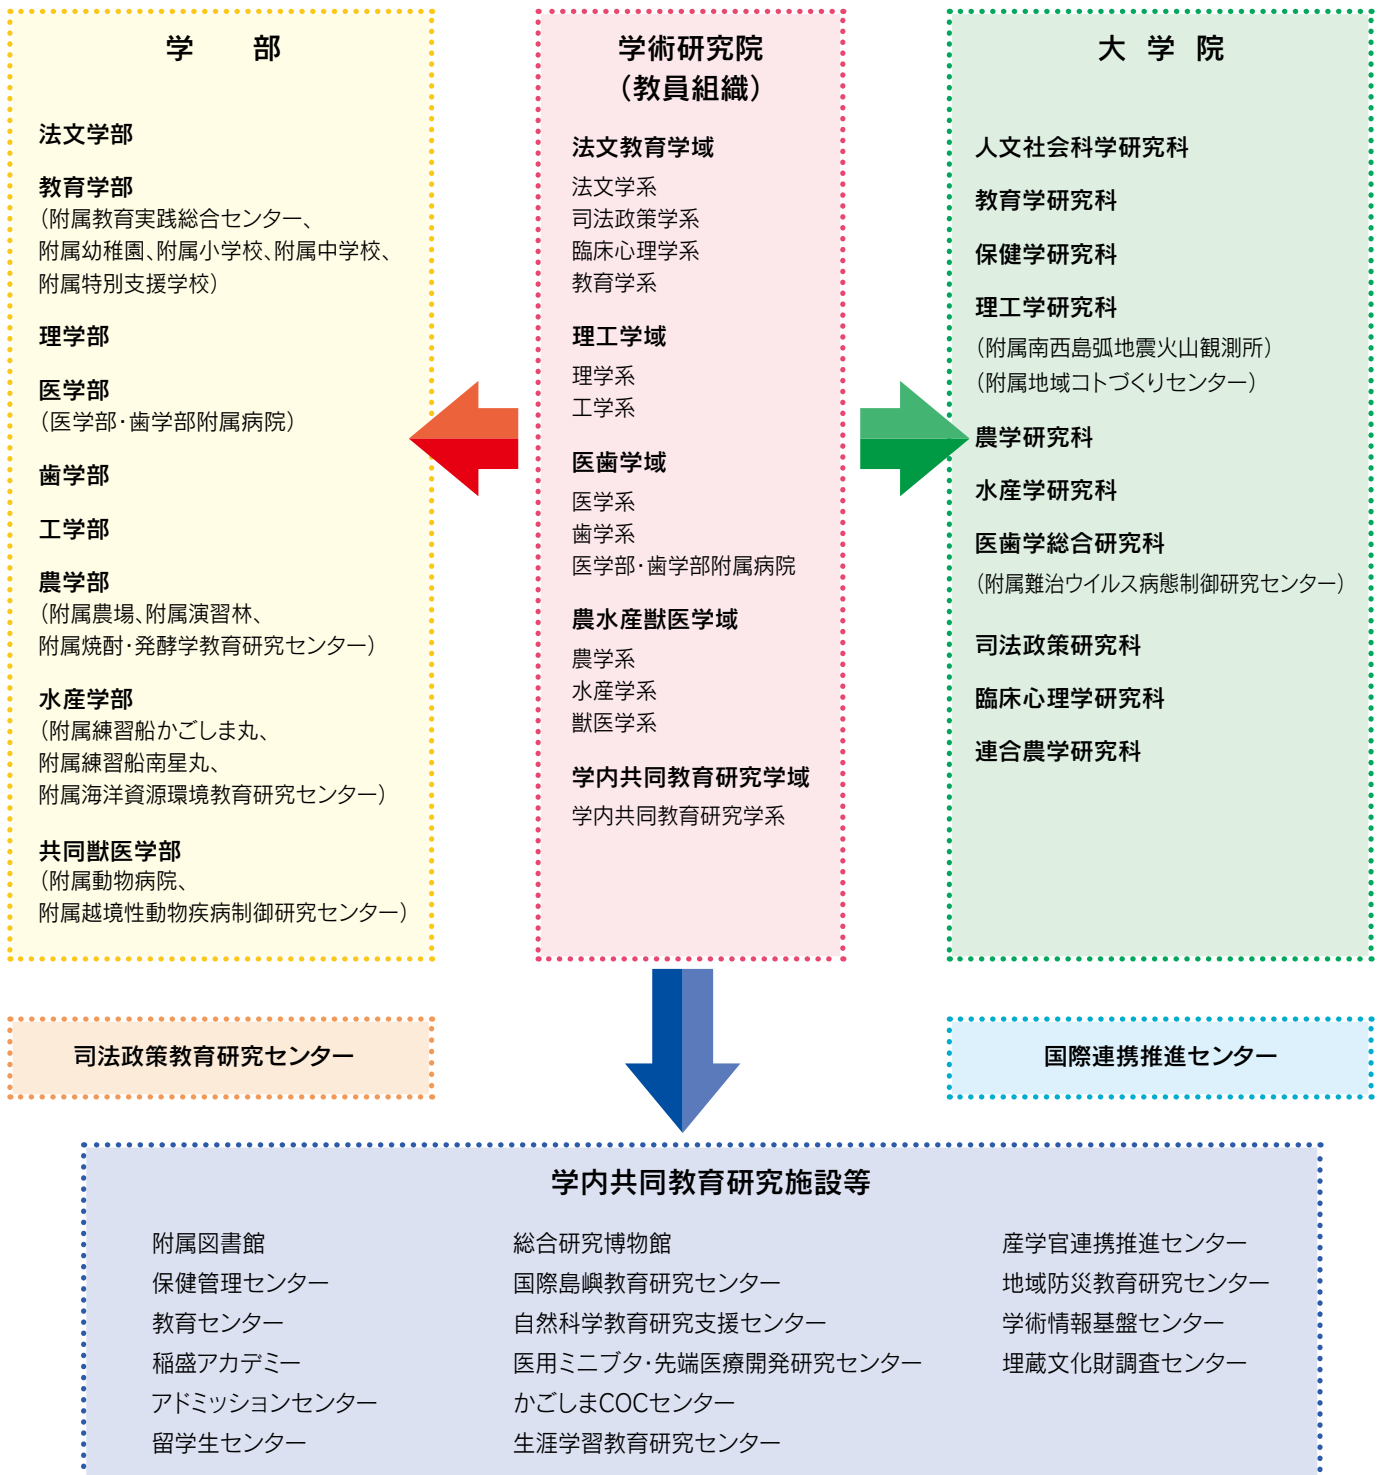 学　部
法文学部
教育学部
（附属教育実践総合センター、
附属幼稚園、附属小学校、附属中学校、
附属特別支援学校）
理学部
医学部
（医学部・歯学部附属病院）
歯学部
工学部
農学部
（附属農場、附属演習林、
附属焼酎・発酵学教育研究センター）
水産学部
（附属練習船かごしま丸、
附属練習船南星丸、
附属海洋資源環境教育研究センター）
共同獣医学部
（附属動物病院、
附属越境性動物疾病制御研究センター）
学術研究院
（教員組織）
法文教育学域
法文学系
司法政策学系
臨床心理学系
教育学系
理工学域
理学系
工学系
医歯学域
医学系
歯学系
医学部・歯学部附属病院
農水産獣医学域
農学系
水産学系
獣医学系
学内共同教育研究学域
学内共同教育研究学系
大 学 院
人文社会科学研究科
教育学研究科
保健学研究科
理工学研究科
（附属南西島弧地震火山観測所）
（附属地域コトづくりセンター）
農学研究科
水産学研究科
医歯学総合研究科
（附属難治ウイルス病態制御研究センター）
司法政策研究科
臨床心理学研究科
連合農学研究科
司法政策教育研究センター
国際連携推進センター
学内共同教育研究施設等
附属図書館
保健管理センター
教育センター
稲盛アカデミー
アドミッションセンター
留学生センター
総合研究博物館
国際島嶼教育研究センター
自然科学教育研究支援センター
医用ミニブタ・先端医療開発研究センター
かごしまCOCセンター
生涯学習教育研究センター
産学官連携推進センター
地域防災教育研究センター
学術情報基盤センター
埋蔵文化財調査センター